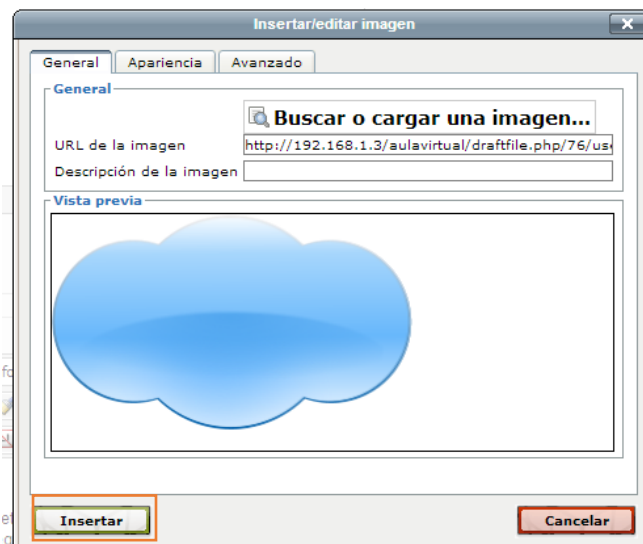 Insertar/editar imagen
General
Apariencia
Avanzado
General
Buscar o cargar una imagen...
URL de la imagen
http://192.168.1.3/aulavirtual/draftfile.php/76/us
Descripción de la imagen
Vista previa
Insertar
Cancelar